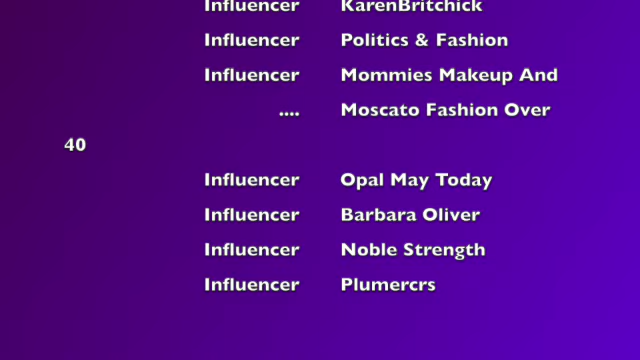 Influencer KarenBritchick
Influencer Politics & Fashion
Influencer Mommies Makeup And
.... Moscato Fashion Over
40
Influencer Opal May Today
Influencer Barbara Oliver
Influencer Noble Strength
Influencer Plumercrs